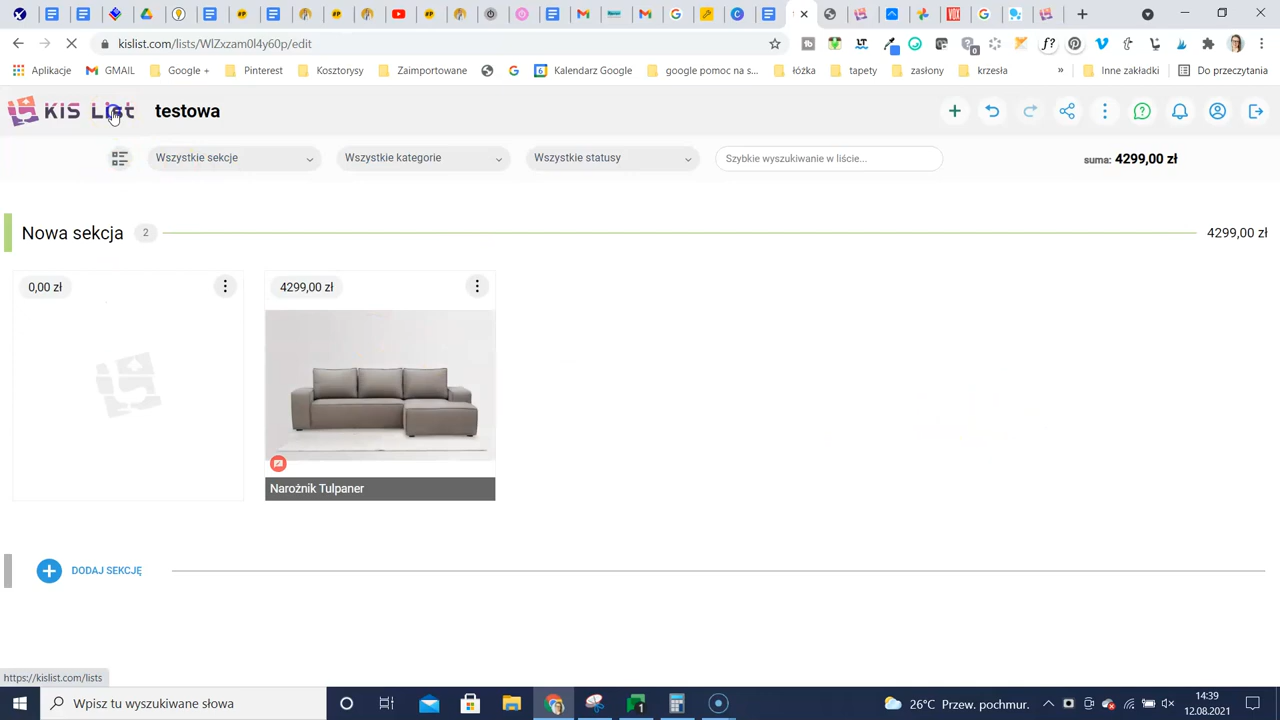 kislist.com/lists/WlZxzam0l4y60p/edit
Aplikacje
GMAIL
Google +
Pinterest
Kosztorysy
Zaimportowane
Kalendarz Google
google pomoc na s...
łóżka
tapety
zasłony
krzesła
»
Inne zakładki
Do przeczytania
KIS List
testowa
Wszystkie sekcje
Wszystkie kategorie
Wszystkie statusy
Szybkie wyszukiwanie w liście...
suma: 4299,00 zł
Nowa sekcja
2
4299,00 zł
0,00 zł
4299,00 zł
Narożnik Tulpaner
DODAJ SEKCJĘ
https://kislist.com/lists
Wpisz tu wyszukiwane słowa
26°C Przew. pochmur.
14:39
12.08.2021